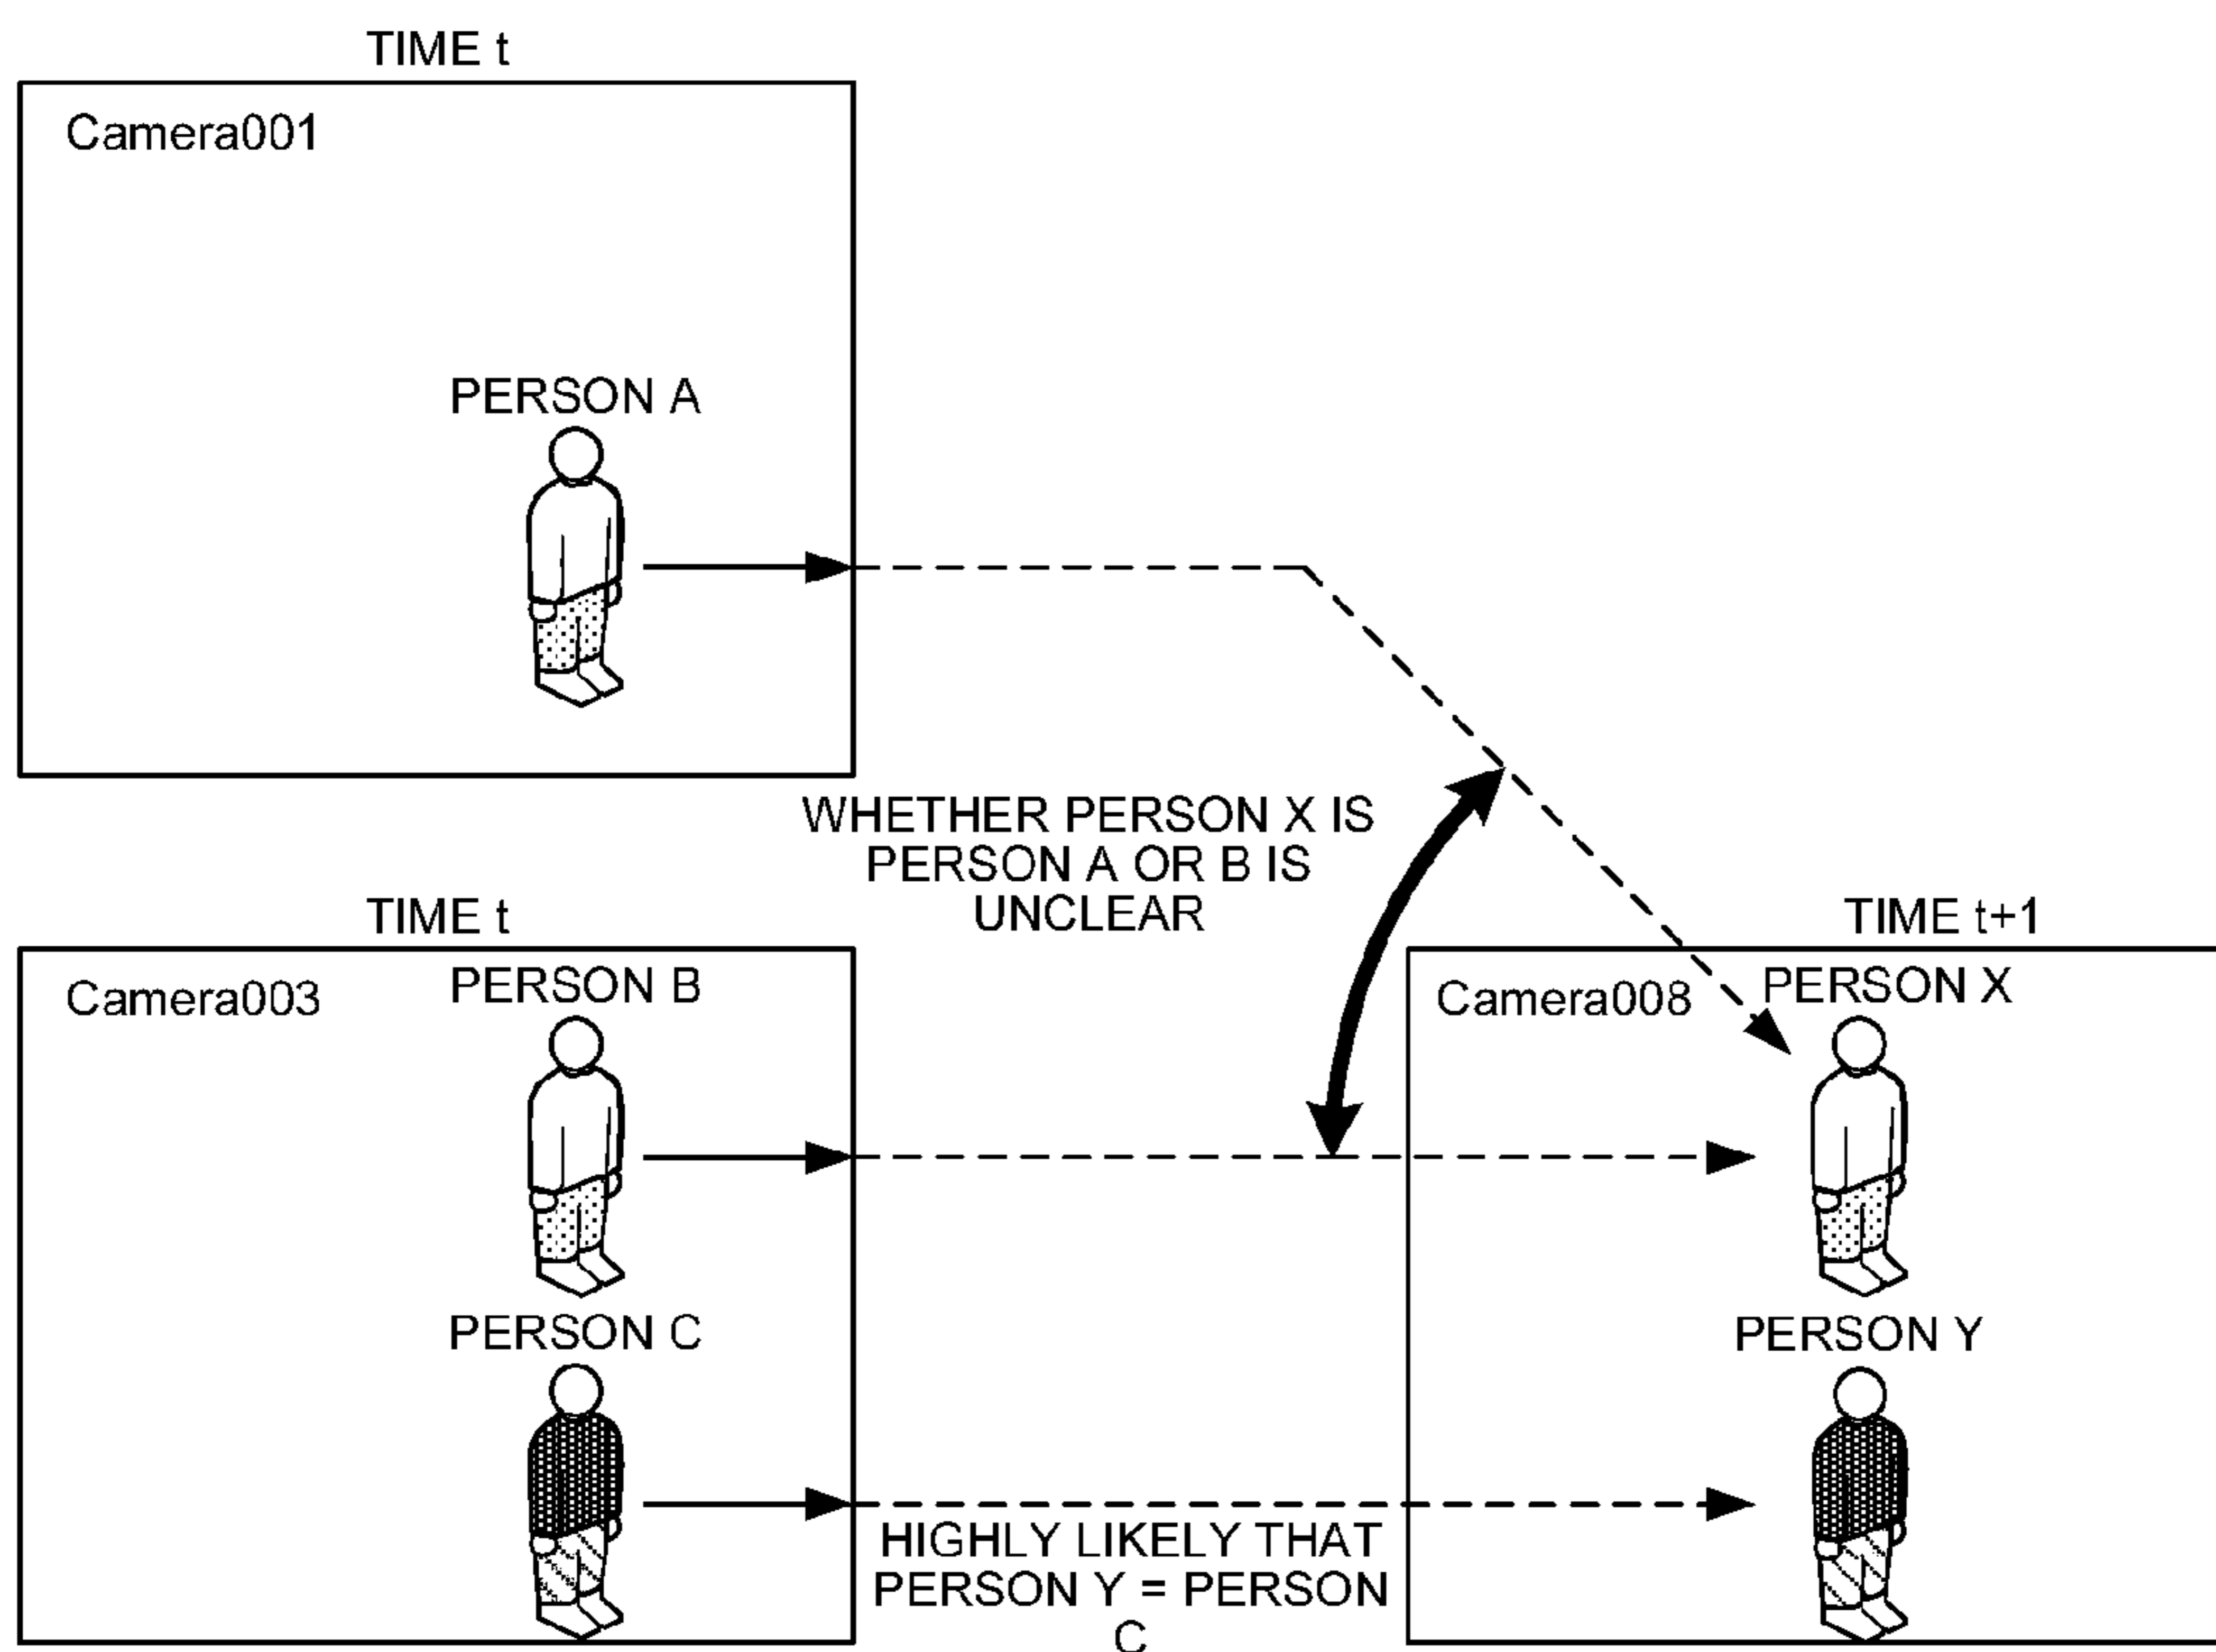 TIME t
Camera001
PERSON A
WHETHER PERSON X IS
PERSON A OR B IS
UNCLEAR
TIME t
TIME t+1
Camera003
PERSON B
Camera008
PERSON X
PERSON C
PERSON Y
HIGHLY LIKELY THAT
PERSON Y = PERSON
C